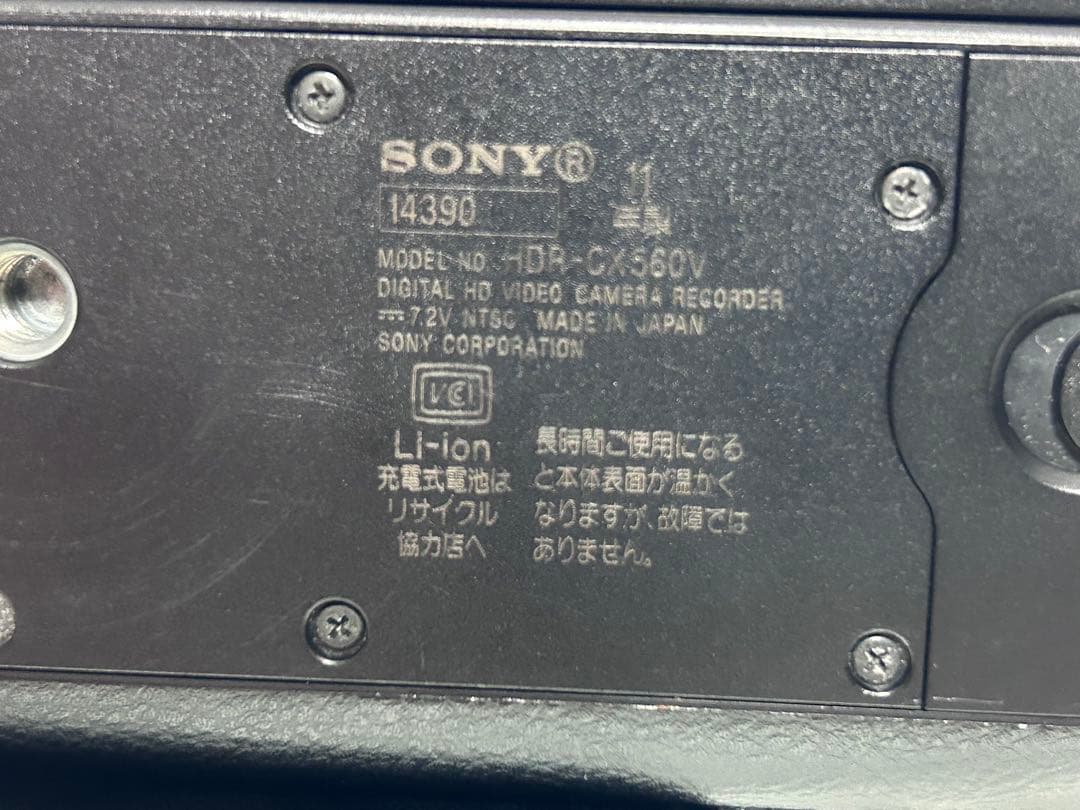 SONY®
14390
11
年製
MODEL NO. HDR-CX560V
DIGITAL HD VIDEO CAMERA RECORDER
⎓7.2V NTSC MADE IN JAPAN
SONY CORPORATION
VCI
Li-ion
充電式電池は
リサイクル
協力店へ
長時間ご使用になる
と本体表面が温かく
なりますが、故障では
ありません。